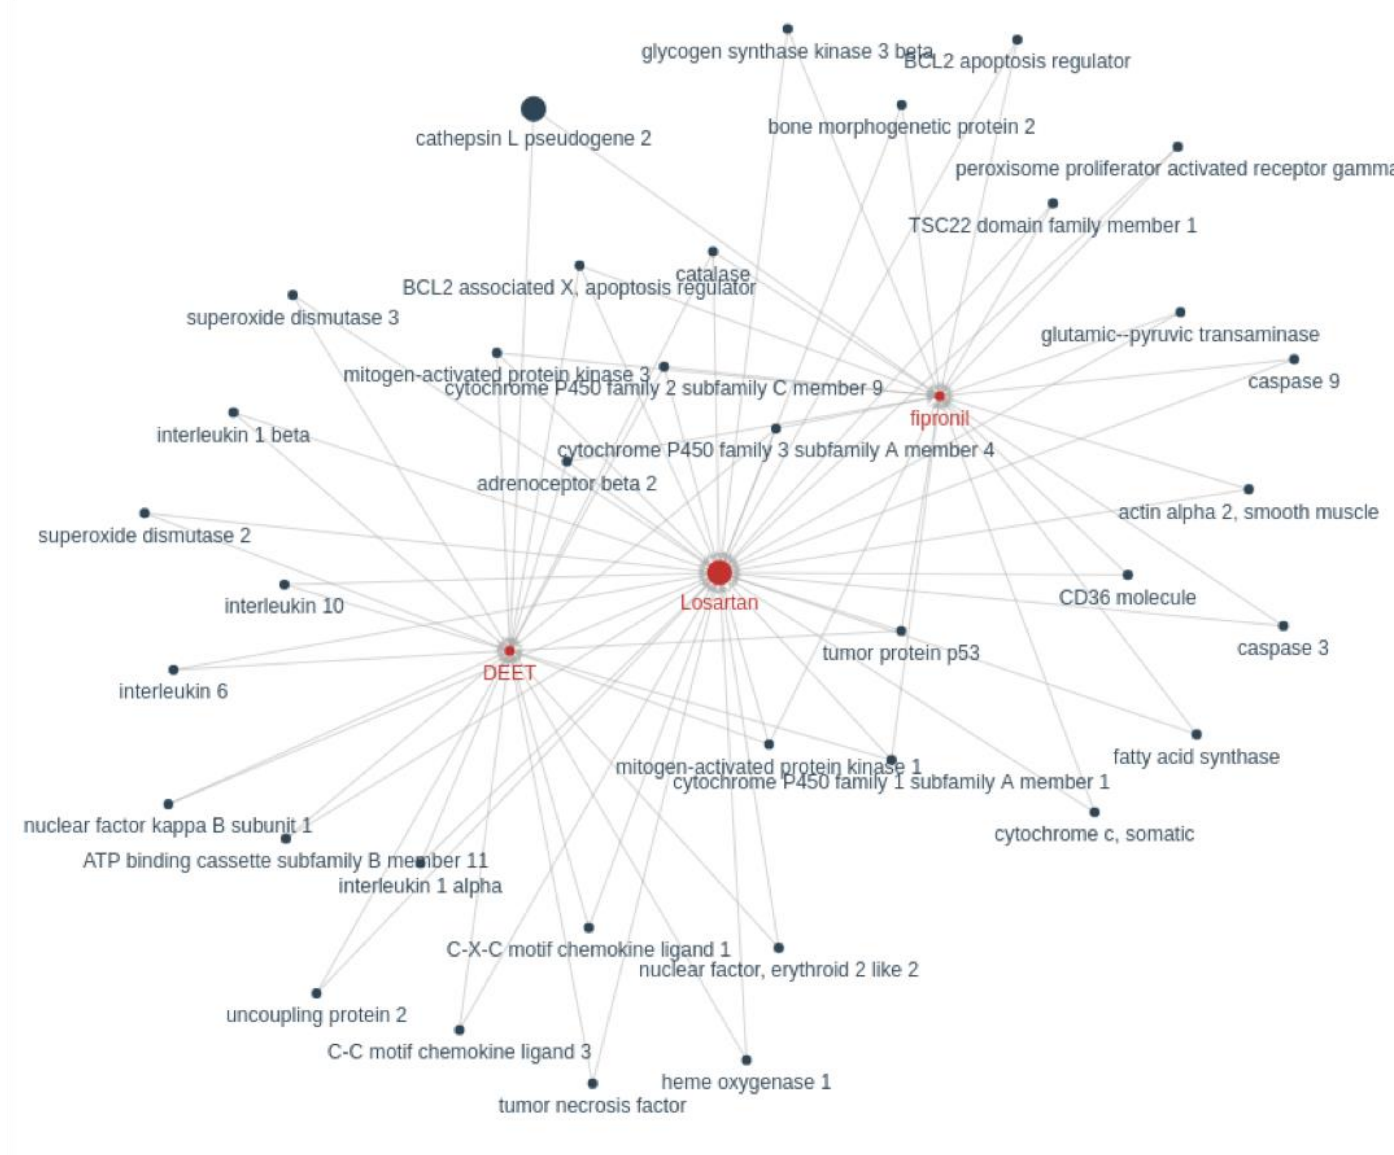 glycogen synthase kinase 3 beta
BCL2 apoptosis regulator
bone morphogenetic protein 2
cathepsin L pseudogene 2
peroxisome proliferator activated receptor gamma
TSC22 domain family member 1
catalase
BCL2 associated X, apoptosis regulator
superoxide dismutase 3
glutamic--pyruvic transaminase
mitogen-activated protein kinase 3
cytochrome P450 family 2 subfamily C member 9
caspase 9
fipronil
interleukin 1 beta
cytochrome P450 family 3 subfamily A member 4
adrenoceptor beta 2
actin alpha 2, smooth muscle
superoxide dismutase 2
CD36 molecule
Losartan
interleukin 10
caspase 3
tumor protein p53
DEET
interleukin 6
fatty acid synthase
mitogen-activated protein kinase 1
cytochrome P450 family 1 subfamily A member 1
nuclear factor kappa B subunit 1
cytochrome c, somatic
ATP binding cassette subfamily B member 11
interleukin 1 alpha
C-X-C motif chemokine ligand 1
nuclear factor, erythroid 2 like 2
uncoupling protein 2
C-C motif chemokine ligand 3
heme oxygenase 1
tumor necrosis factor